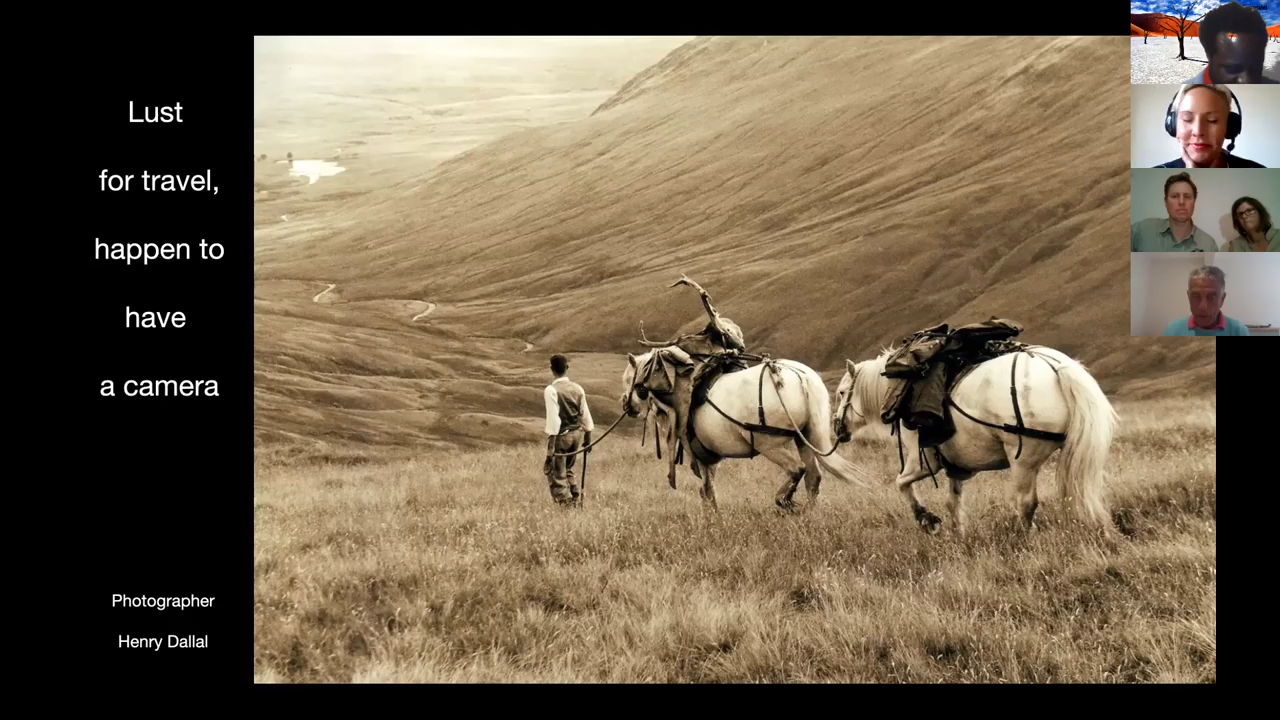 Lust
for travel,
happen to
have
a camera
Photographer
Henry Dallal